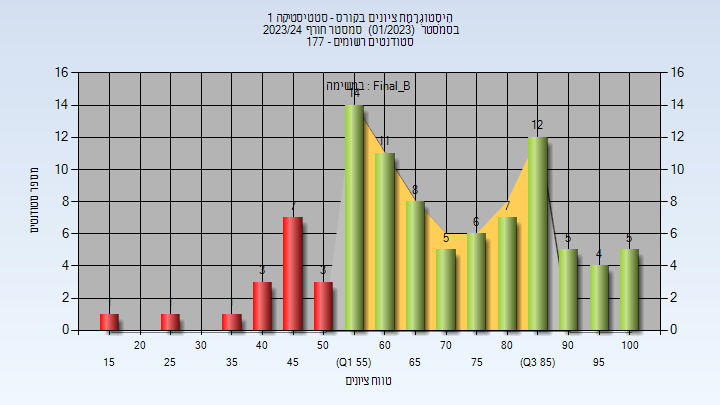 הִיסְטוֹגְרָמַת ציונים בקורס - סטטיסטיקה 1
בסמסטר (01/2023) סמסטר חורף 2023/24
סטודנטים רשומים - 177
ברשימה : Final_B
מספר סטודנטים
16 16
14 14
12 12
10 10
8 8
6 6
4 4
2 2
0 0
1 1 1 3 7 3 14 11 8 5 6 7 12 5 4 5
20 30 40 50 60 70 80 90 100
15 25 35 45 (Q1 55) 65 75 (Q3 85) 95
טווח ציונים